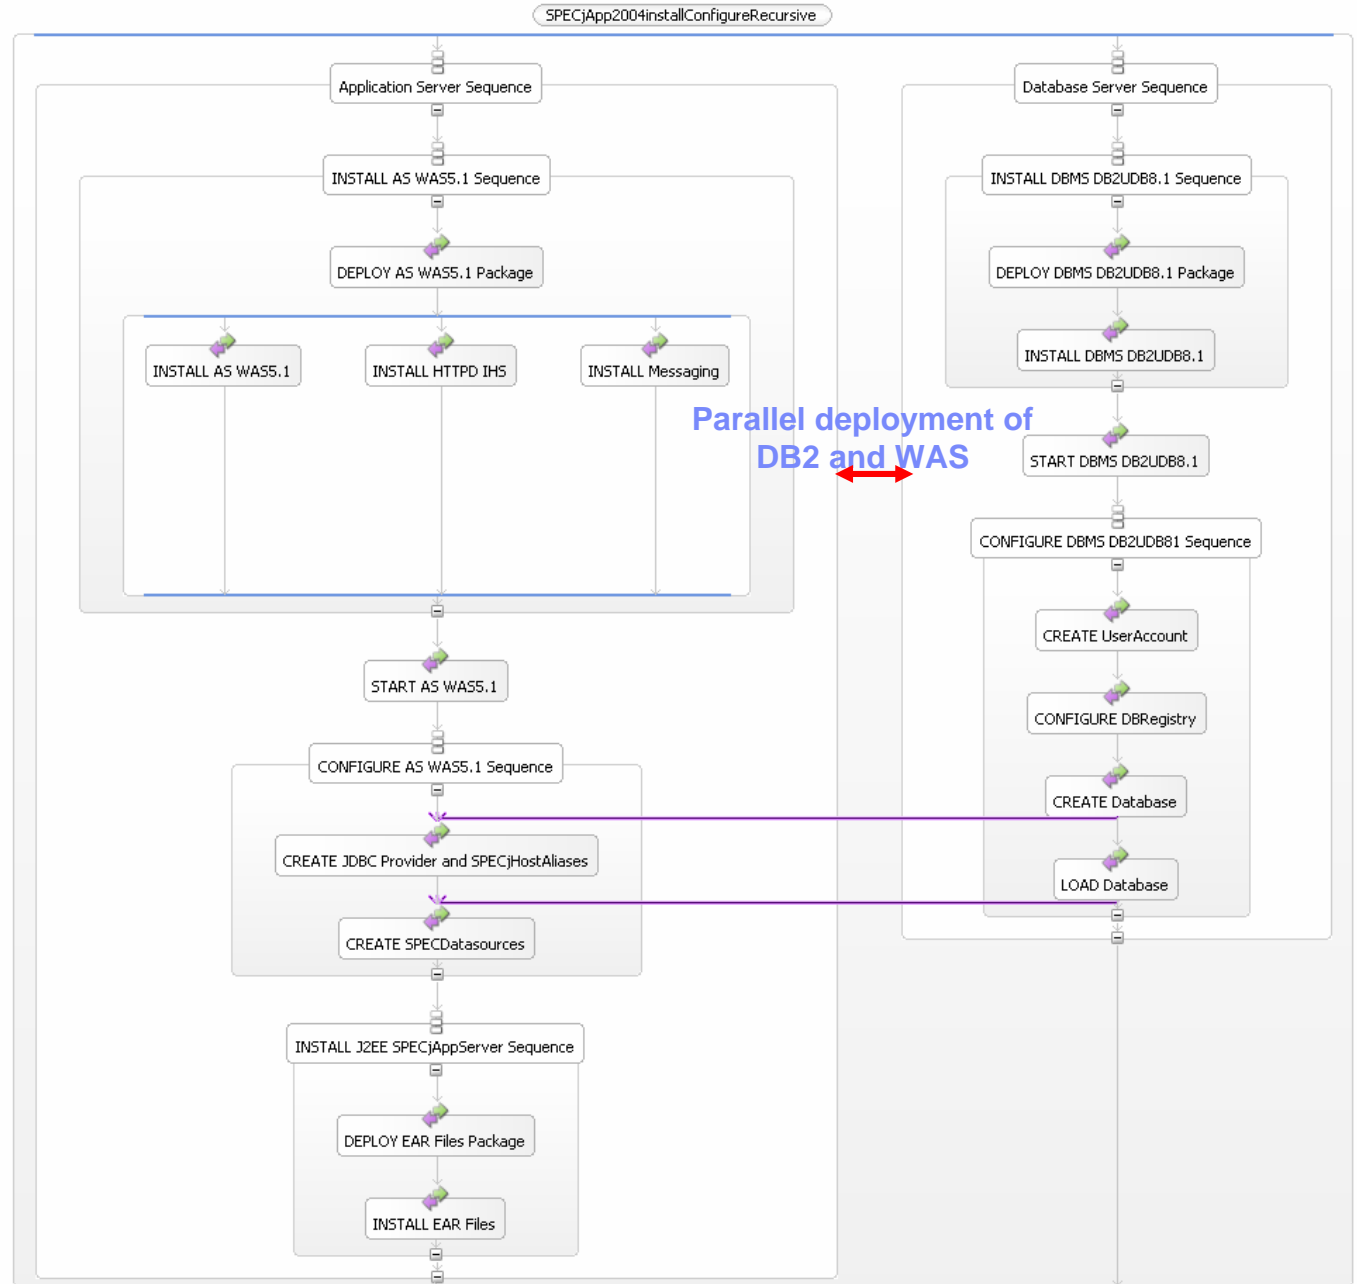 SPECjApp2004installConfigureRecursive
Application Server Sequence
Database Server Sequence
INSTALL AS WAS5.1 Sequence
INSTALL DBMS DB2UDB8.1 Sequence
DEPLOY AS WAS5.1 Package
DEPLOY DBMS DB2UDB8.1 Package
INSTALL AS WAS5.1
INSTALL HTTPD IHS
INSTALL Messaging
INSTALL DBMS DB2UDB8.1
Parallel deployment of
DB2 and WAS
START DBMS DB2UDB8.1
CONFIGURE DBMS DB2UDB81 Sequence
CREATE UserAccount
START AS WAS5.1
CONFIGURE DBRegistry
CONFIGURE AS WAS5.1 Sequence
CREATE Database
CREATE JDBC Provider and SPECjHostAliases
LOAD Database
CREATE SPECDatasources
INSTALL J2EE SPECjAppServer Sequence
DEPLOY EAR Files Package
INSTALL EAR Files